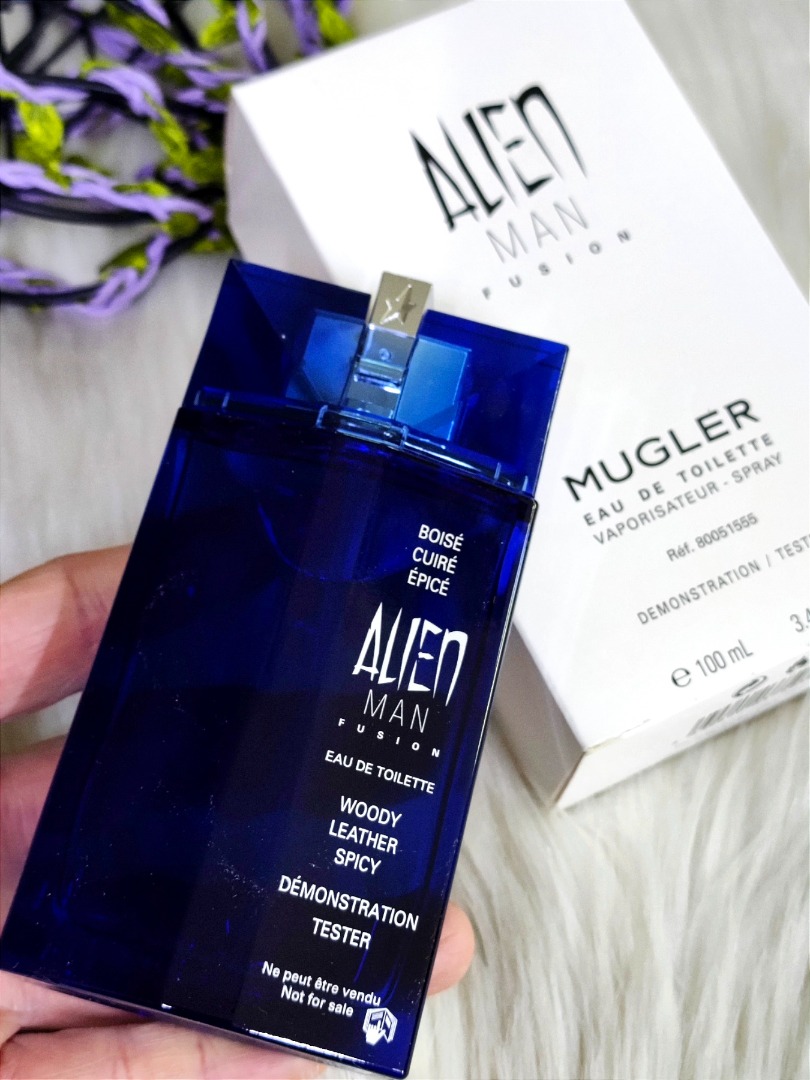 ALIEN
MAN
FUSION
MUGLER
EAU DE TOILETTE
VAPORISATEUR - SPRAY
Réf. 80051555
DEMONSTRATION /
e 100 mL
BOISÉ
CUIRÉ
ÉPICÉ
ALIEN
MAN
FUSION
EAU DE TOILETTE
WOODY
LEATHER
SPICY
DÉMONSTRATION
TESTER
Ne peut être vendu
Not for sale